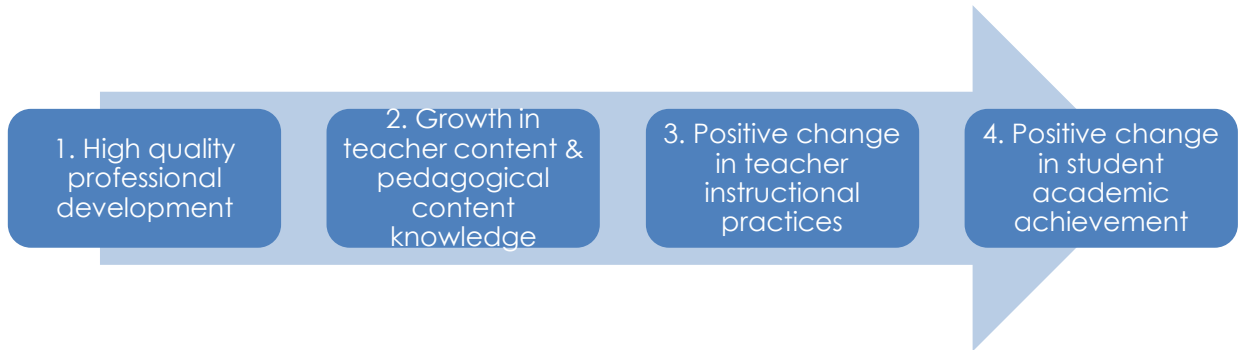 1. High quality
professional
development
2. Growth in
teacher content &
pedagogical
content
knowledge
3. Positive change
in teacher
instructional
practices
4. Positive change
in student
academic
achievement